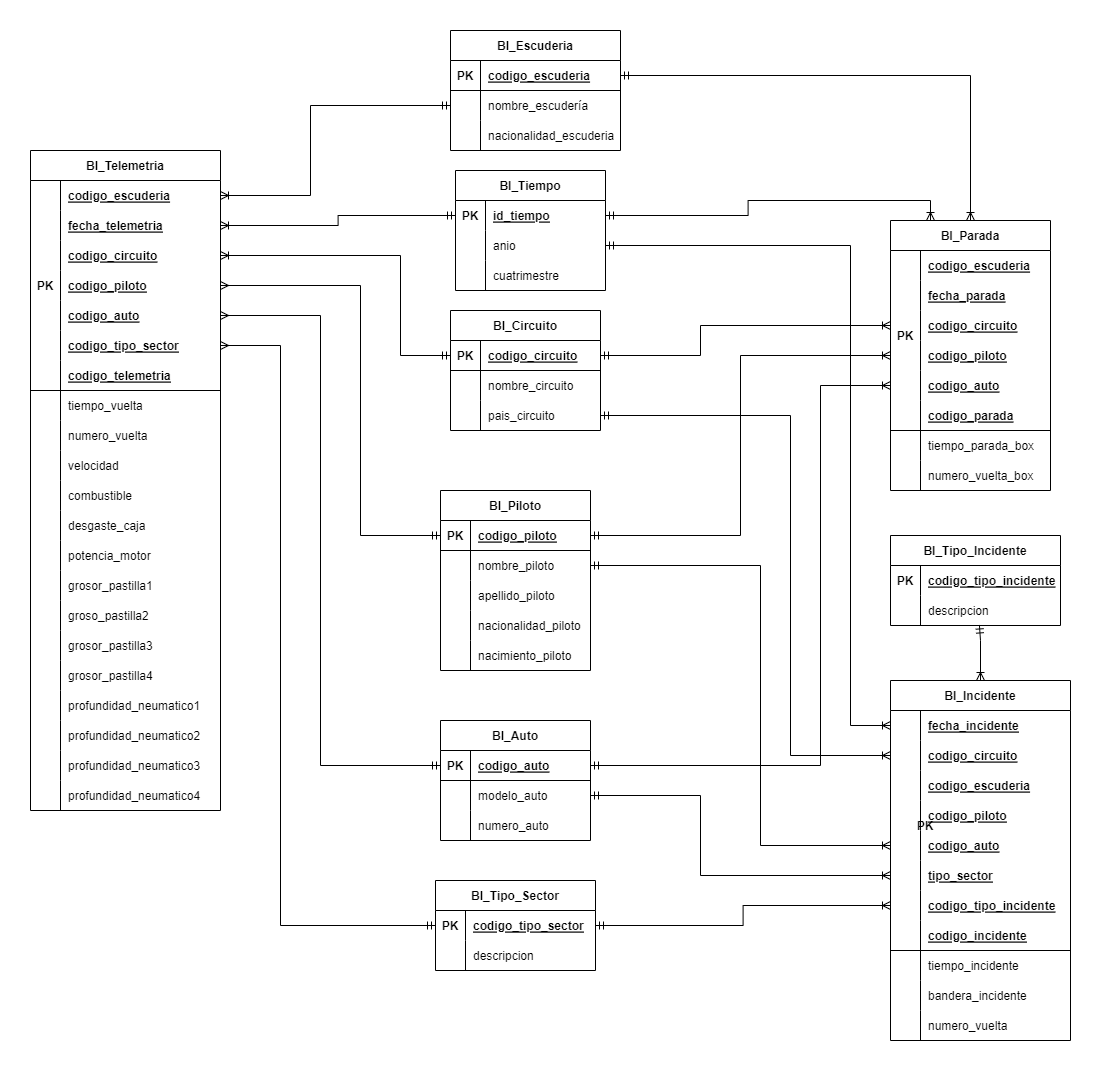 BI_Escuderia
PK codigo_escuderia
nombre_escudería
nacionalidad_escuderia
BI_Telemetria
PK
codigo_escuderia
fecha_telemetria
codigo_circuito
codigo_piloto
codigo_auto
codigo_tipo_sector
codigo_telemetria
tiempo_vuelta
numero_vuelta
velocidad
combustible
desgaste_caja
potencia_motor
grosor_pastilla1
groso_pastilla2
grosor_pastilla3
grosor_pastilla4
profundidad_neumatico1
profundidad_neumatico2
profundidad_neumatico3
profundidad_neumatico4
BI_Tiempo
PK id_tiempo
anio
cuatrimestre
BI_Circuito
PK codigo_circuito
nombre_circuito
pais_circuito
BI_Piloto
PK codigo_piloto
nombre_piloto
apellido_piloto
nacionalidad_piloto
nacimiento_piloto
BI_Auto
PK codigo_auto
modelo_auto
numero_auto
BI_Tipo_Sector
PK codigo_tipo_sector
descripcion
BI_Parada
PK
codigo_escuderia
fecha_parada
codigo_circuito
codigo_piloto
codigo_auto
codigo_parada
tiempo_parada_box
numero_vuelta_box
BI_Tipo_Incidente
PK codigo_tipo_incidente
descripcion
BI_Incidente
PK
fecha_incidente
codigo_circuito
codigo_escuderia
codigo_piloto
codigo_auto
tipo_sector
codigo_tipo_incidente
codigo_incidente
tiempo_incidente
bandera_incidente
numero_vuelta